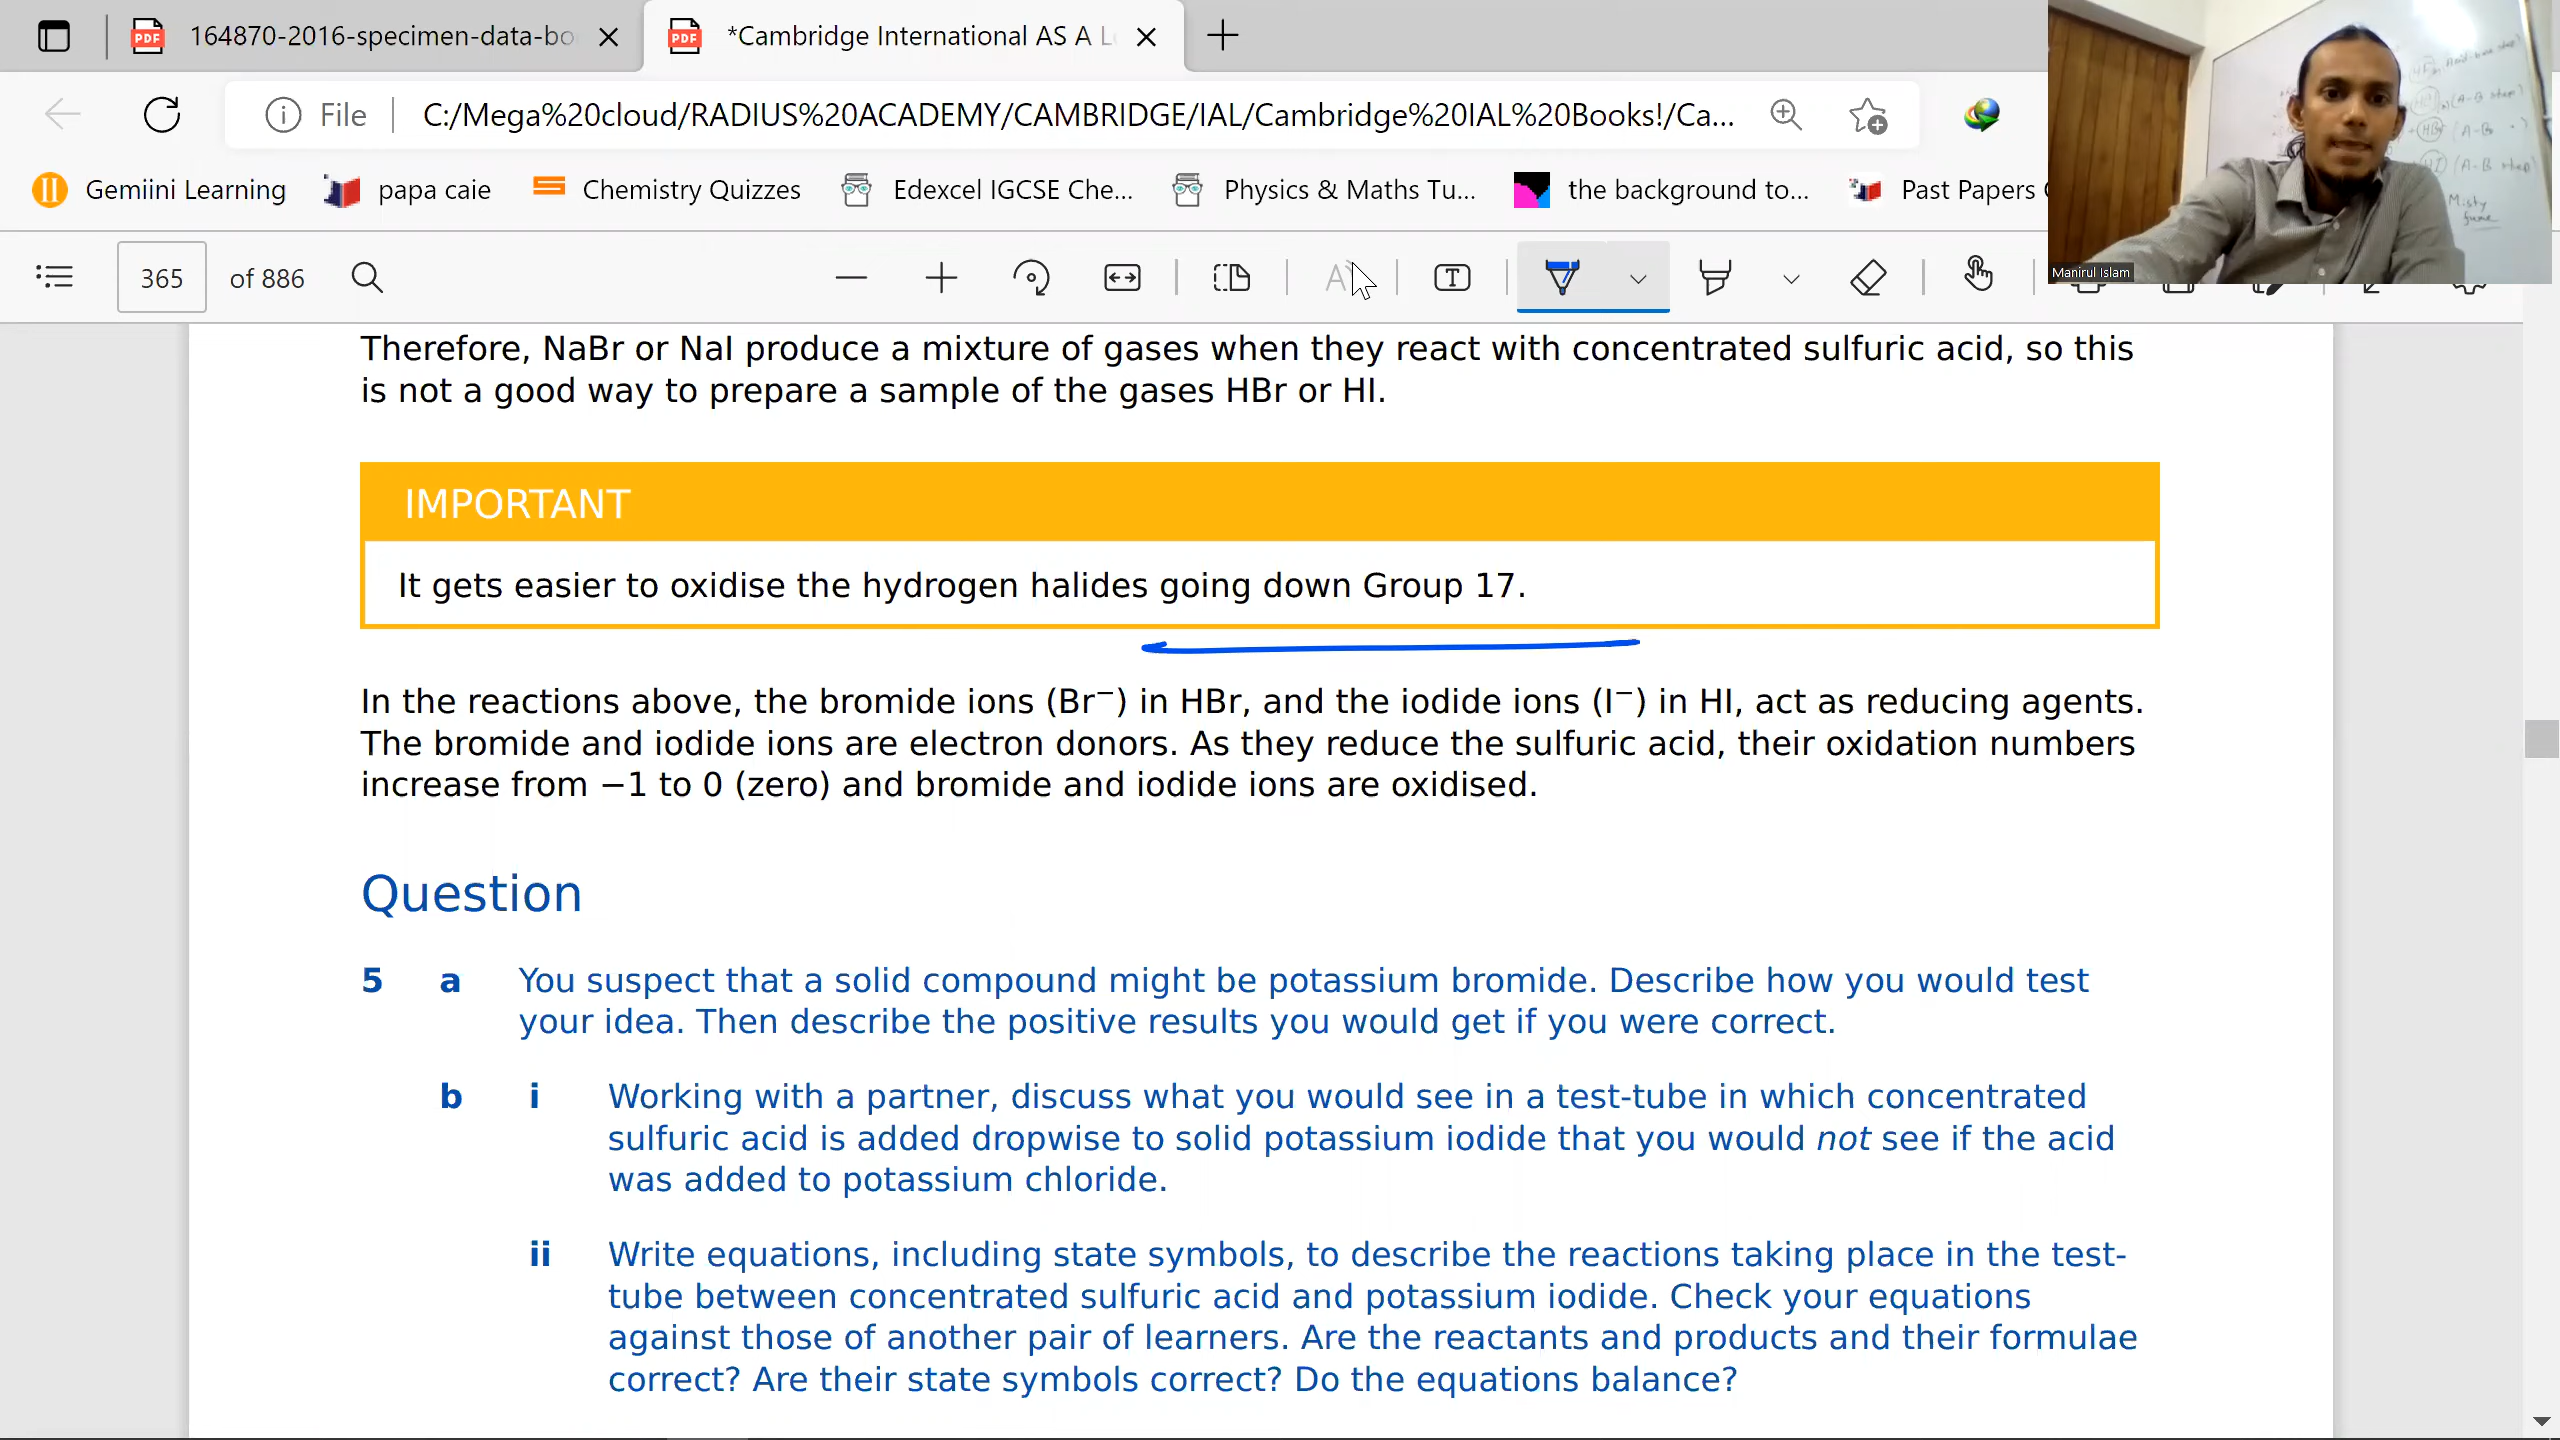 164870-2016-specimen-data-bo
*Cambridge International AS A L
File
C:/Mega%20cloud/RADIUS%20ACADEMY/CAMBRIDGE/IAL/Cambridge%20IAL%20Books!/Ca...
Gemiini Learning
papa caie
Chemistry Quizzes
Edexcel IGCSE Che...
Physics & Maths Tu...
the background to...
Past Papers
365 of 886
Manirul Islam
Misty
fume
Therefore, NaBr or NaI produce a mixture of gases when they react with concentrated sulfuric acid, so this
is not a good way to prepare a sample of the gases HBr or HI.
IMPORTANT
It gets easier to oxidise the hydrogen halides going down Group 17.
In the reactions above, the bromide ions (Br⁻) in HBr, and the iodide ions (I⁻) in HI, act as reducing agents.
The bromide and iodide ions are electron donors. As they reduce the sulfuric acid, their oxidation numbers
increase from −1 to 0 (zero) and bromide and iodide ions are oxidised.
Question
5 a You suspect that a solid compound might be potassium bromide. Describe how you would test
your idea. Then describe the positive results you would get if you were correct.
b i Working with a partner, discuss what you would see in a test-tube in which concentrated
sulfuric acid is added dropwise to solid potassium iodide that you would not see if the acid
was added to potassium chloride.
ii Write equations, including state symbols, to describe the reactions taking place in the test-
tube between concentrated sulfuric acid and potassium iodide. Check your equations
against those of another pair of learners. Are the reactants and products and their formulae
correct? Are their state symbols correct? Do the equations balance?